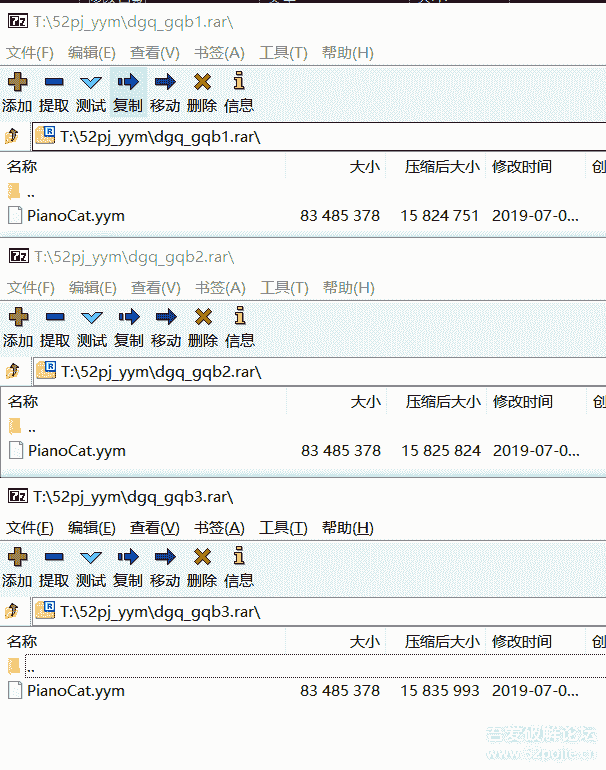 T:\52pj_yym\dgq_gqb1.rar\
文件(F) 编辑(E) 查看(V) 书签(A) 工具(T) 帮助(H)
添加 提取 测试 复制 移动 删除 信息
T:\52pj_yym\dgq_gqb1.rar\
名称 大小 压缩后大小 修改时间 创
..
PianoCat.yym 83 485 378 15 824 751 2019-07-0...
T:\52pj_yym\dgq_gqb2.rar\
文件(F) 编辑(E) 查看(V) 书签(A) 工具(T) 帮助(H)
添加 提取 测试 复制 移动 删除 信息
T:\52pj_yym\dgq_gqb2.rar\
名称 大小 压缩后大小 修改时间 创
..
PianoCat.yym 83 485 378 15 825 824 2019-07-0...
T:\52pj_yym\dgq_gqb3.rar\
文件(F) 编辑(E) 查看(V) 书签(A) 工具(T) 帮助(H)
添加 提取 测试 复制 移动 删除 信息
T:\52pj_yym\dgq_gqb3.rar\
名称 大小 压缩后大小 修改时间 创
..
PianoCat.yym 83 485 378 15 835 993 2019-07-0...
吾爱破解论坛
www.52pojie.cn